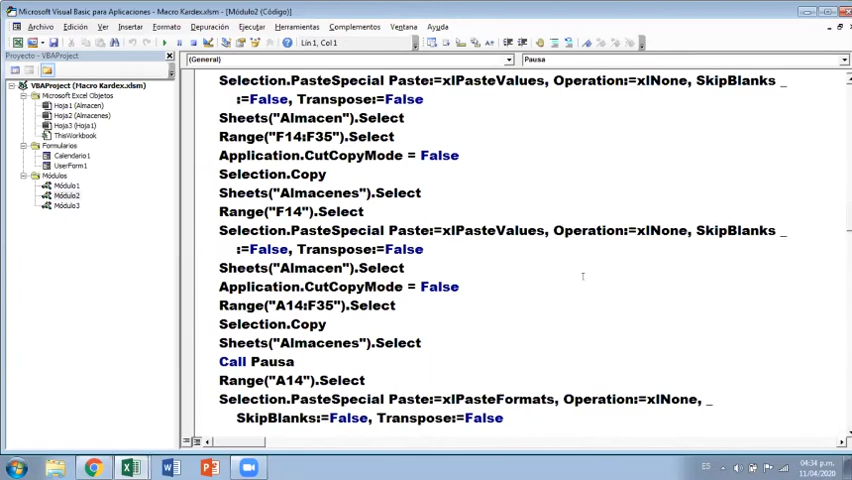 Microsoft Visual Basic para Aplicaciones - Macro Kardex.xlsm - [Módulo2 (Código)]
Archivo Edición Ver Insertar Formato Depuración Ejecutar Herramientas Complementos Ventana Ayuda
Lín 1, Col 1
Proyecto - VBAProject
(General)
Pausa
VBAProject (Macro Kardex.xlsm)
Microsoft Excel Objetos
Hoja1 (Almacen)
Hoja2 (Almacenes)
Hoja3 (Hoja1)
ThisWorkbook
Formularios
Calendario1
UserForm1
Módulos
Módulo1
Módulo2
Módulo3
Selection.PasteSpecial Paste:=xlPasteValues, Operation:=xlNone, SkipBlanks _
:=False, Transpose:=False
Sheets("Almacen").Select
Range("F14:F35").Select
Application.CutCopyMode = False
Selection.Copy
Sheets("Almacenes").Select
Range("F14").Select
Selection.PasteSpecial Paste:=xlPasteValues, Operation:=xlNone, SkipBlanks _
:=False, Transpose:=False
Sheets("Almacen").Select
Application.CutCopyMode = False
Range("A14:F35").Select
Selection.Copy
Sheets("Almacenes").Select
Call Pausa
Range("A14").Select
Selection.PasteSpecial Paste:=xlPasteFormats, Operation:=xlNone, _
SkipBlanks:=False, Transpose:=False
ES
04:34 p.m.
11/04/2020